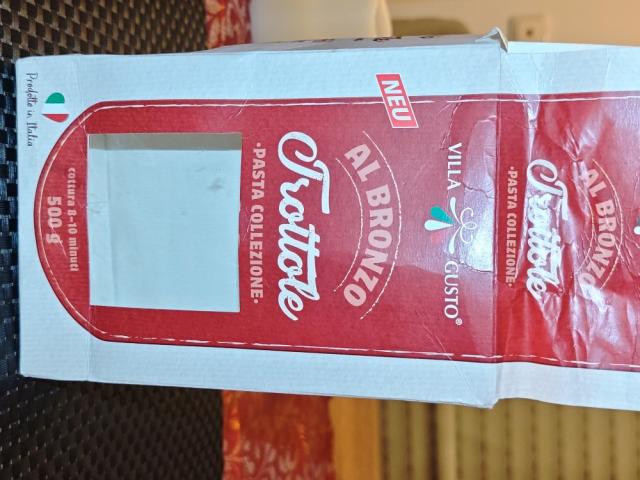 NEU
VILLA GUSTO®
AL BRONZO
Trottole
·PASTA COLLEZIONE·
cottura 8-10 minuti
500 g
Prodotto in Italia
AL BRONZO
Trottole
·PASTA COLLEZIONE·